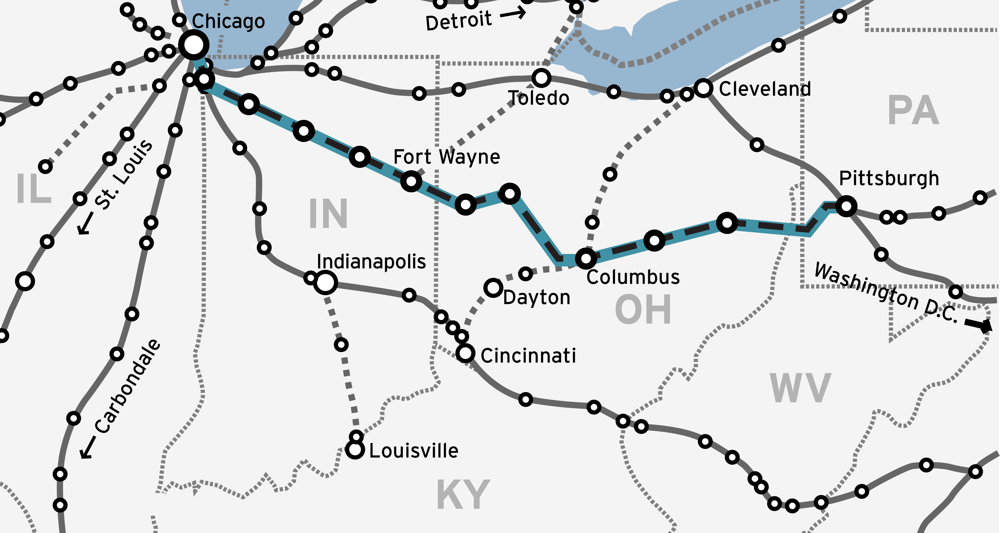 Chicago
Detroit
Toledo
Cleveland
PA
St. Louis
Fort Wayne
Pittsburgh
IL
IN
Indianapolis
Columbus
Washington D.C.
Dayton
OH
Cincinnati
Carbondale
WV
Louisville
KY